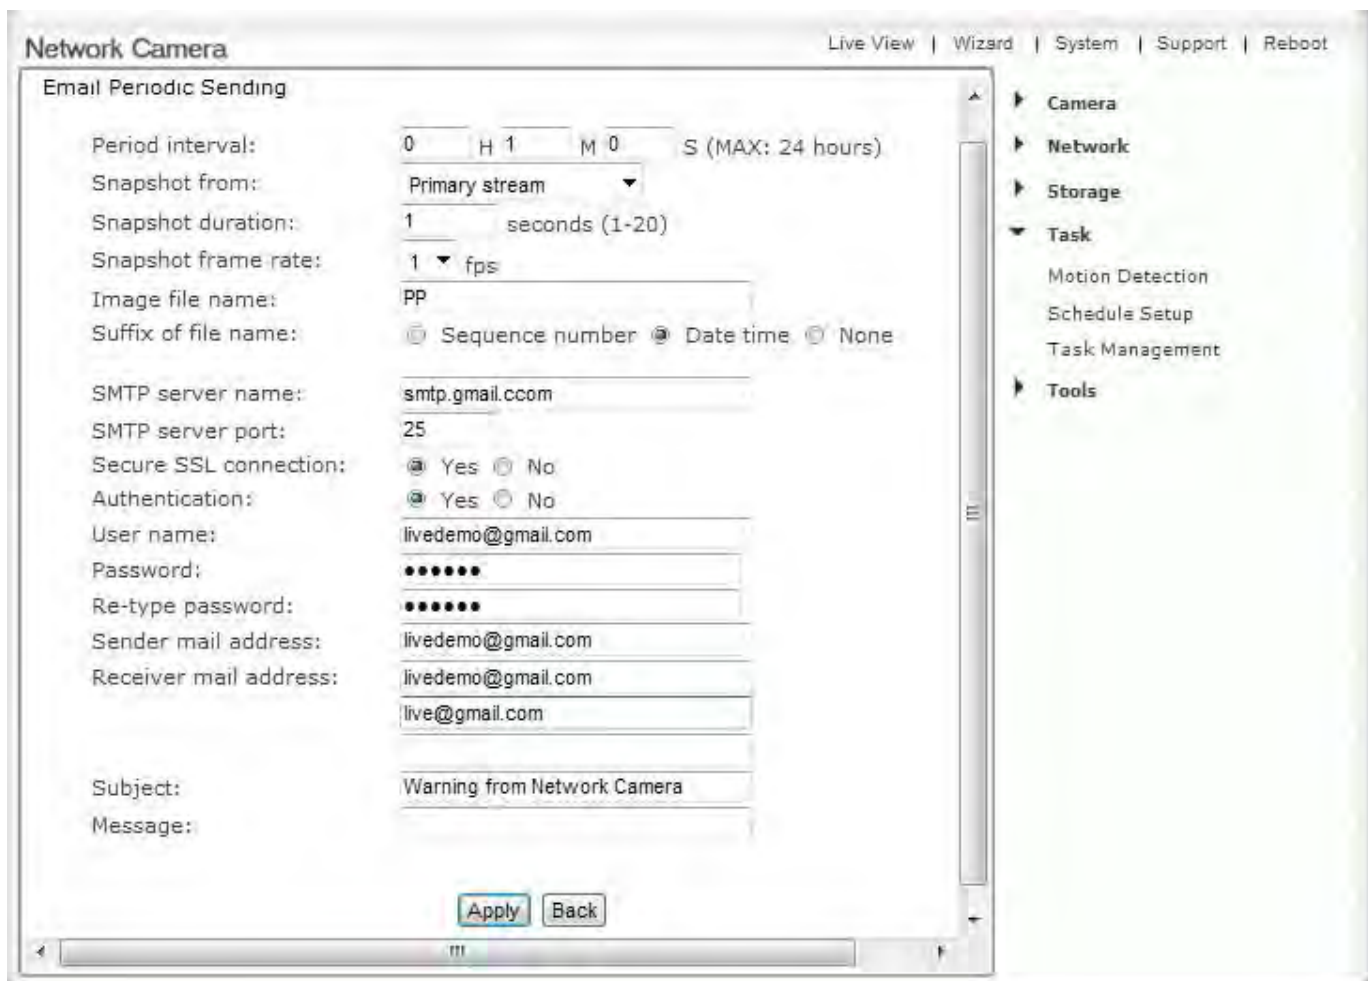 Network Camera
Live View | Wizard | System | Support | Reboot
Email Periodic Sending
Period interval: 0 H 1 M 0 S (MAX: 24 hours)
Snapshot from: Primary stream
Snapshot duration: 1 seconds (1-20)
Snapshot frame rate: 1 fps
Image file name: PP
Suffix of file name: Sequence number Date time None
SMTP server name: smtp.gmail.ccom
SMTP server port: 25
Secure SSL connection: Yes No
Authentication: Yes No
User name: livedemo@gmail.com
Password: ••••••
Re-type password: ••••••
Sender mail address: livedemo@gmail.com
Receiver mail address: livedemo@gmail.com
live@gmail.com
Subject: Warning from Network Camera
Message:
Apply Back
Camera
Network
Storage
Task
Motion Detection
Schedule Setup
Task Management
Tools